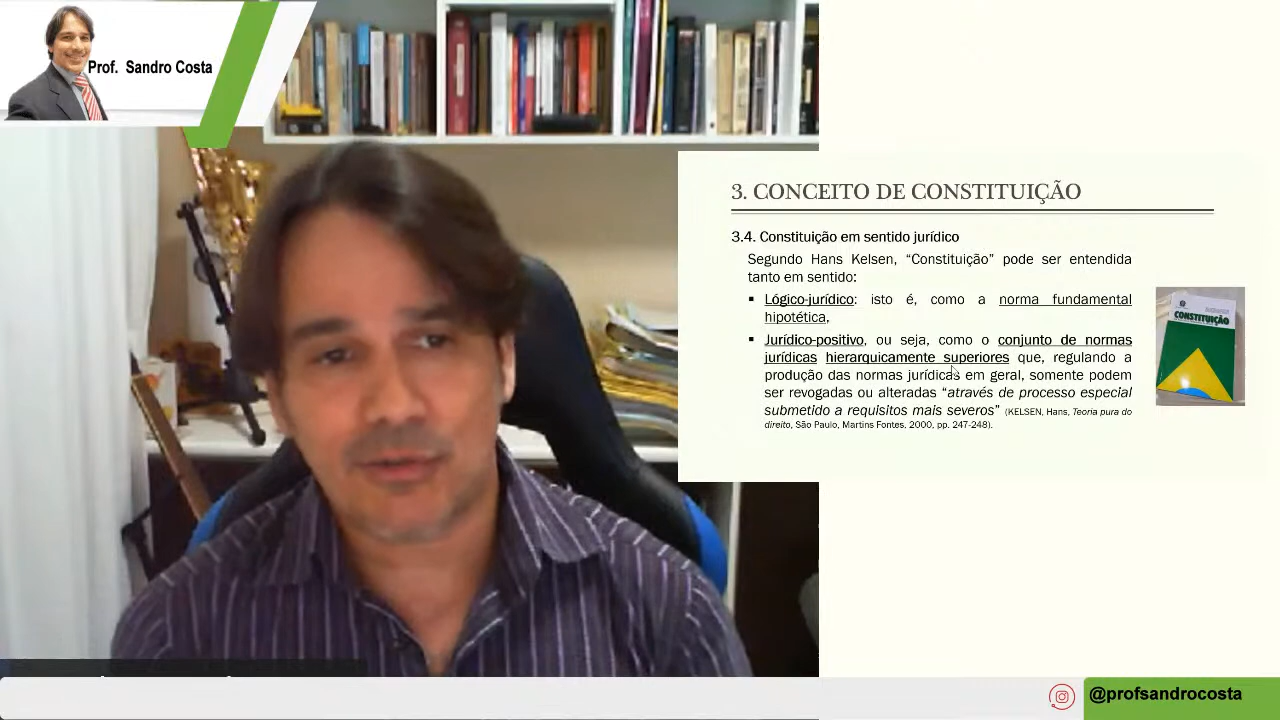 Prof. Sandro Costa
3. CONCEITO DE CONSTITUIÇÃO
3.4. Constituição em sentido jurídico
Segundo Hans Kelsen, “Constituição” pode ser entendida
tanto em sentido:
▪ Lógico-jurídico: isto é, como a norma fundamental
hipotética,
▪ Jurídico-positivo, ou seja, como o conjunto de normas
jurídicas hierarquicamente superiores que, regulando a
produção das normas jurídicas em geral, somente podem
ser revogadas ou alteradas “através de processo especial
submetido a requisitos mais severos” (KELSEN, Hans, Teoria pura do
direito, São Paulo, Martins Fontes, 2000, pp. 247-248).
CONSTITUIÇÃO
@profsandrocosta